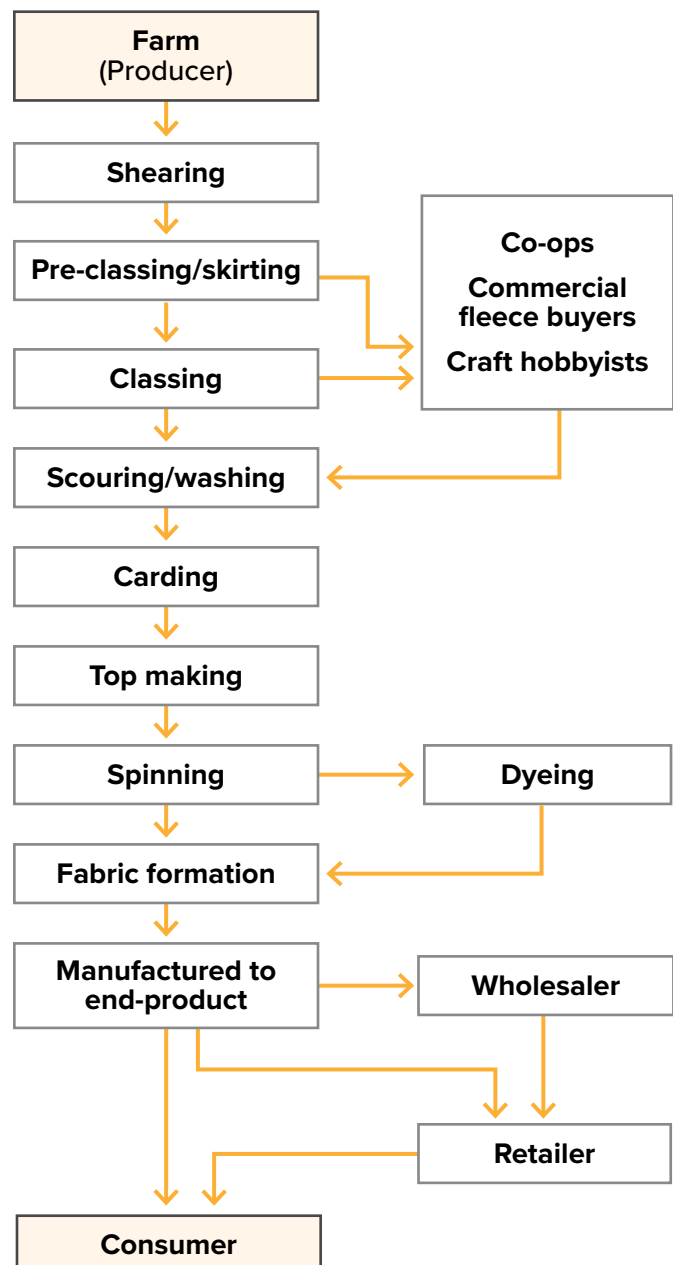 Farm
(Producer)
Shearing
Pre-classing/skirting
Co-ops
Commercial
fleece buyers
Craft hobbyists
Classing
Scouring/washing
Carding
Top making
Spinning
Dyeing
Fabric formation
Manufactured to
end-product
Wholesaler
Retailer
Consumer